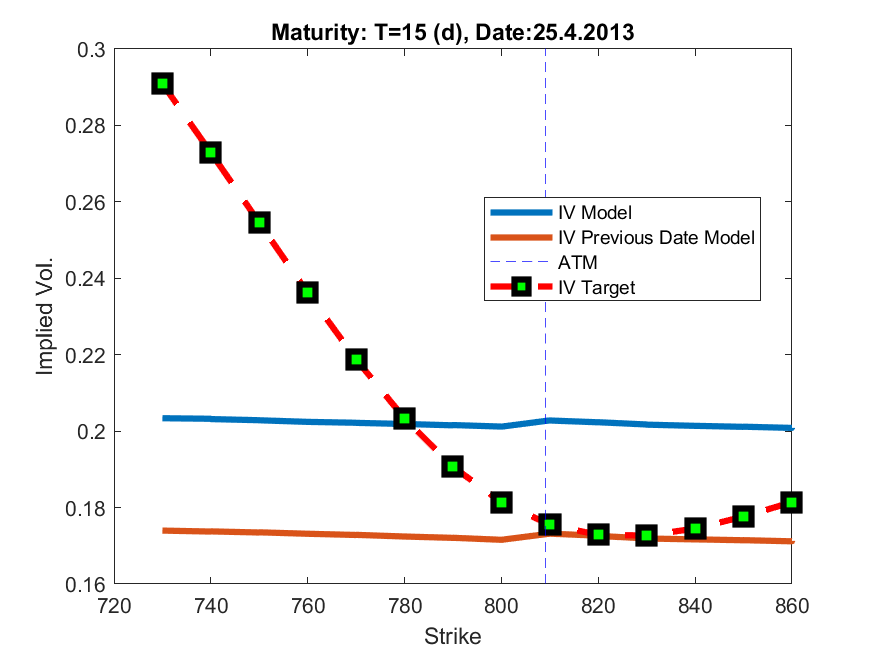 Maturity: T=15 (d), Date:25.4.2013
0.3
0.28
0.26
0.24
0.22
0.2
0.18
0.16
Implied Vol.
IV Model
IV Previous Date Model
ATM
IV Target
720
740
760
780
800
820
840
860
Strike